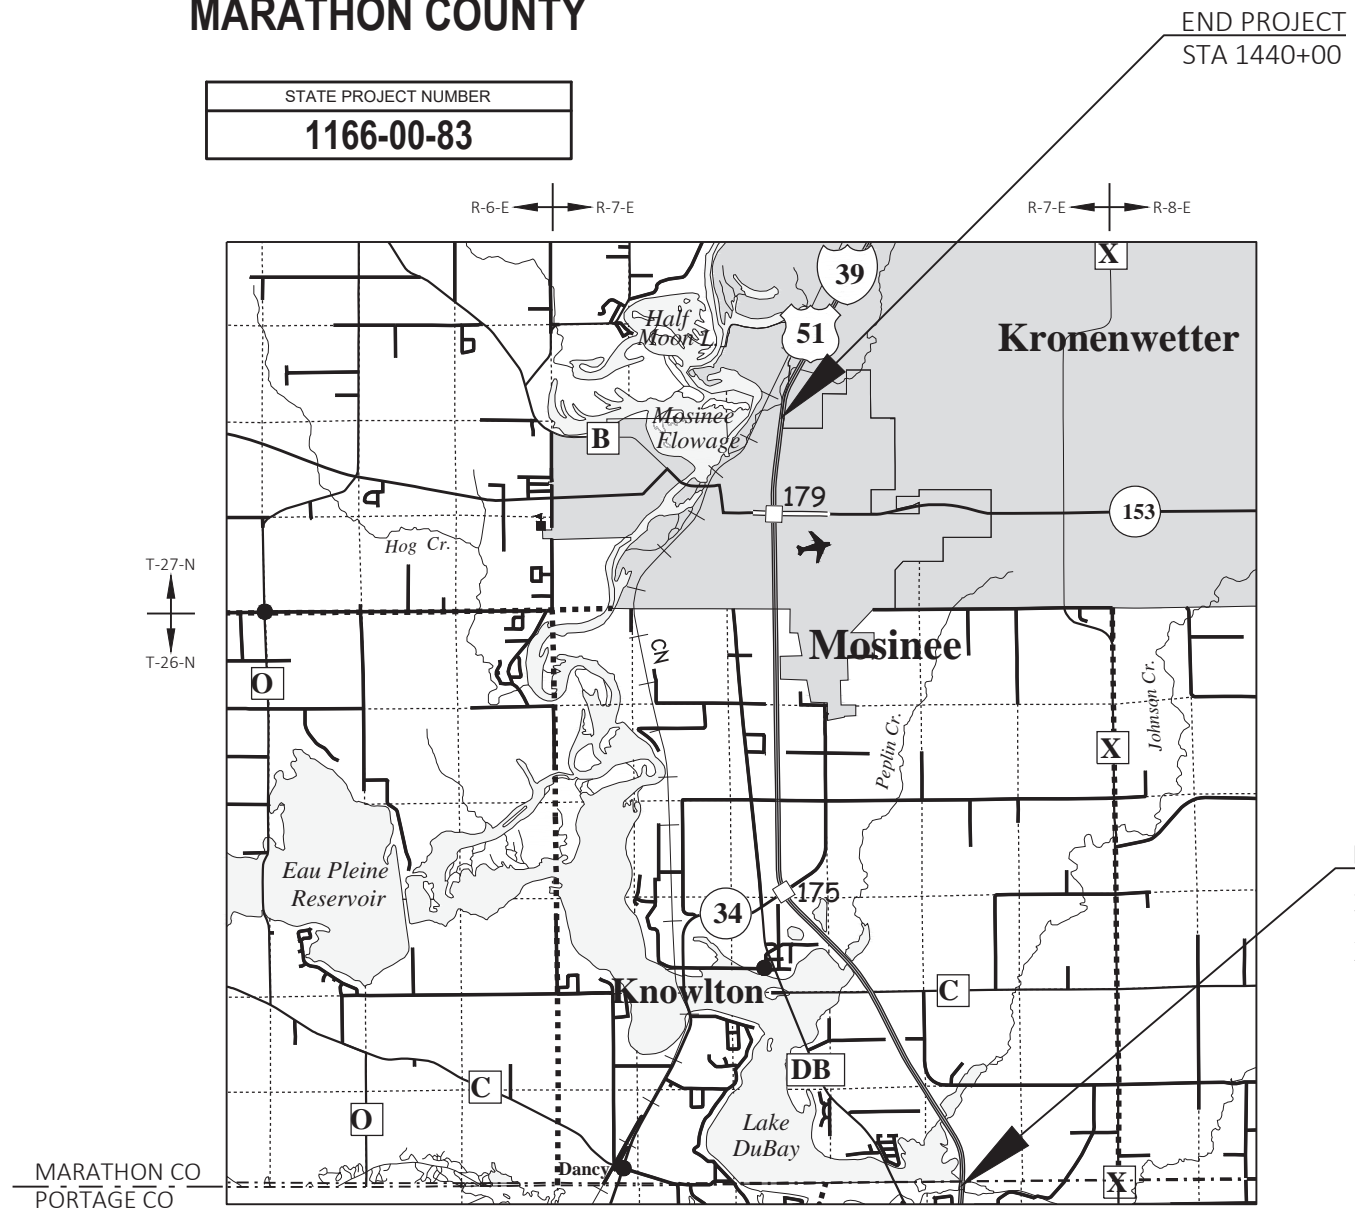 MARATHON COUNTY
END PROJECT
STA 1440+00
STATE PROJECT NUMBER
1166-00-83
R-6-E R-7-E
R-7-E R-8-E
X
39
Half
Moon L.
51
Kronenwetter
Mosinee
Flowage
B
179
153
Hog Cr.
T-27-N
T-26-N
CN
Mosinee
O
Johnson Cr.
Peplin Cr.
X
Eau Pleine
Reservoir
175
34
Knowlton
C
DB
C
O
Lake
DuBay
Dancy
MARATHON CO
PORTAGE CO
X